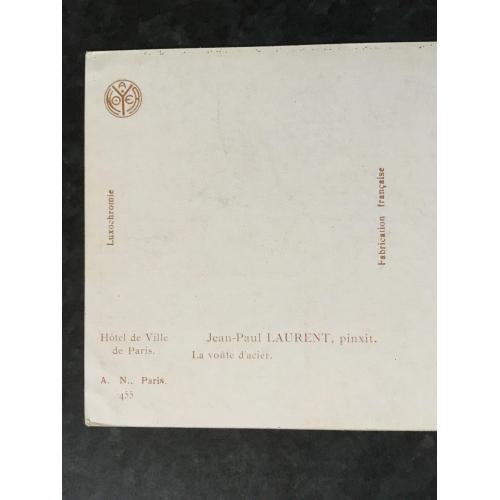 Luxochromie
Fabrication française
Hôtel de Ville
de Paris.
Jean-Paul LAURENT, pinxit.
La voûte d'acier.
A. N., Paris.
455